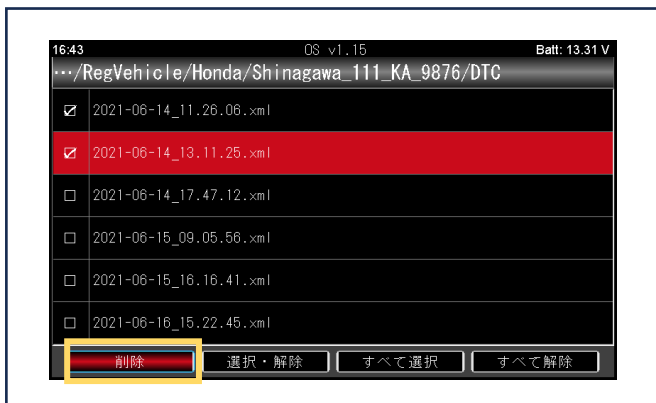 16:43 OS v1.15 Batt: 13.31 V
…/RegVehicle/Honda/Shinagawa_111_KA_9876/DTC
2021-06-14_11.26.06.xml
2021-06-14_13.11.25.xml
2021-06-14_17.47.12.xml
2021-06-15_09.05.56.xml
2021-06-15_16.16.41.xml
2021-06-16_15.22.45.xml
削除 選択・解除 すべて選択 すべて解除